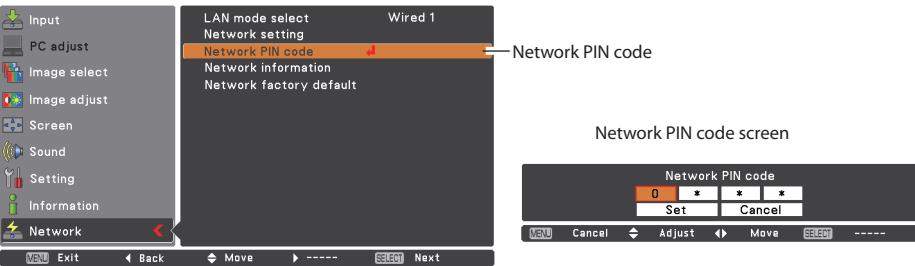 Input
PC adjust
Image select
Image adjust
Screen
Sound
Setting
Information
Network
LAN mode select Wired 1
Network setting
Network PIN code
Network information
Network factory default
MENU Exit Back Move ----- SELECT Next
Network PIN code
Network PIN code screen
Network PIN code
0 * * *
Set Cancel
MENU Cancel Adjust Move SELECT -----